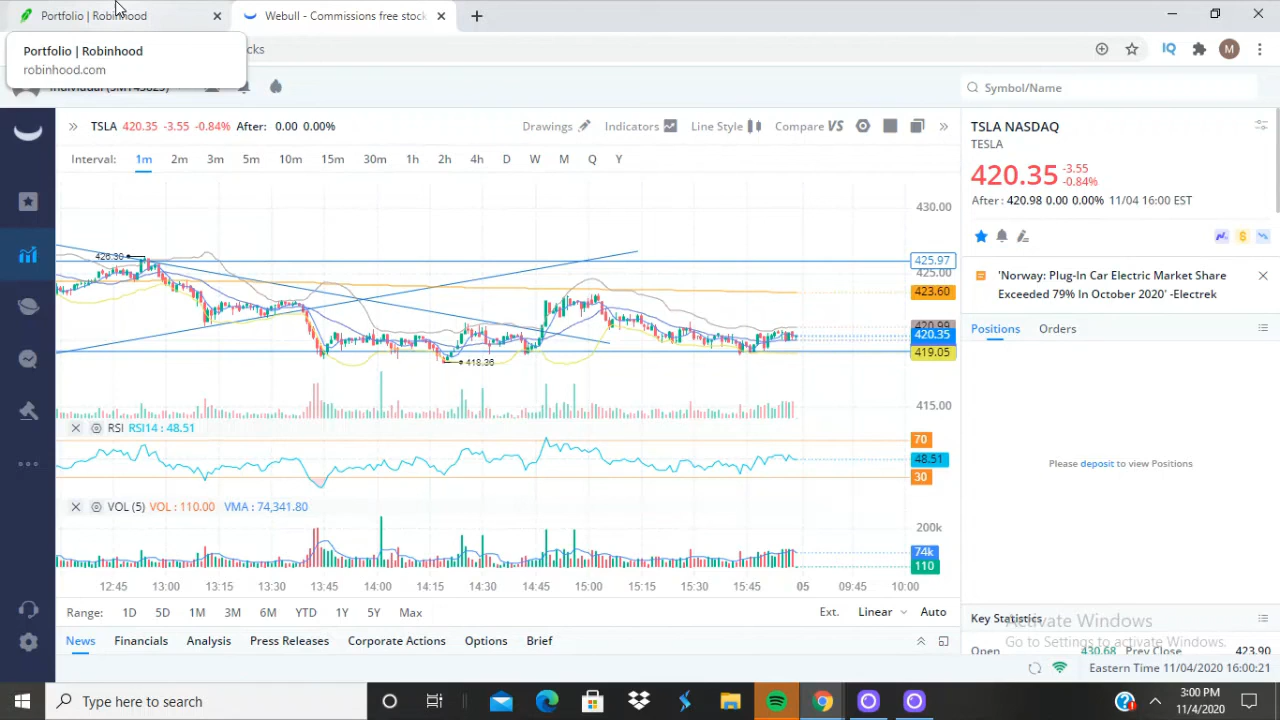 Portfolio | Robinhood
Webull - Commissions free stock
Portfolio | Robinhood
cks
IQ
M
robinhood.com
Symbol/Name
TSLA 420.35 -3.55 -0.84% After: 0.00 0.00%
Drawings Indicators Line Style Compare VS
Interval: 1m 2m 3m 5m 10m 15m 30m 1h 2h 4h D W M Q Y
430.00
426.30
425.97
425.00
423.60
420.99
420.35
419.05
418.36
415.00
RSI RSI14 : 48.51
70
48.51
30
VOL (5) VOL : 110.00 VMA : 74,341.80
200k
74k
110
12:45 13:00 13:15 13:30 13:45 14:00 14:15 14:30 14:45 15:00 15:15 15:30 15:45 05 09:45 10:00
Range: 1D 5D 1M 3M 6M YTD 1Y 5Y Max
Ext. Linear Auto
News Financials Analysis Press Releases Corporate Actions Options Brief
TSLA NASDAQ
TESLA
420.35 -3.55
-0.84%
After : 420.98 0.00 0.00% 11/04 16:00 EST
'Norway: Plug-In Car Electric Market Share
Exceeded 79% In October 2020' -Electrek
Positions Orders
Please deposit to view Positions
Key Statistics
Activate Windows
Go to Settings to activate Windows.
Open 430.68 Prev Close 423.90
Eastern Time 11/04/2020 16:00:21
Type here to search
3:00 PM
11/4/2020